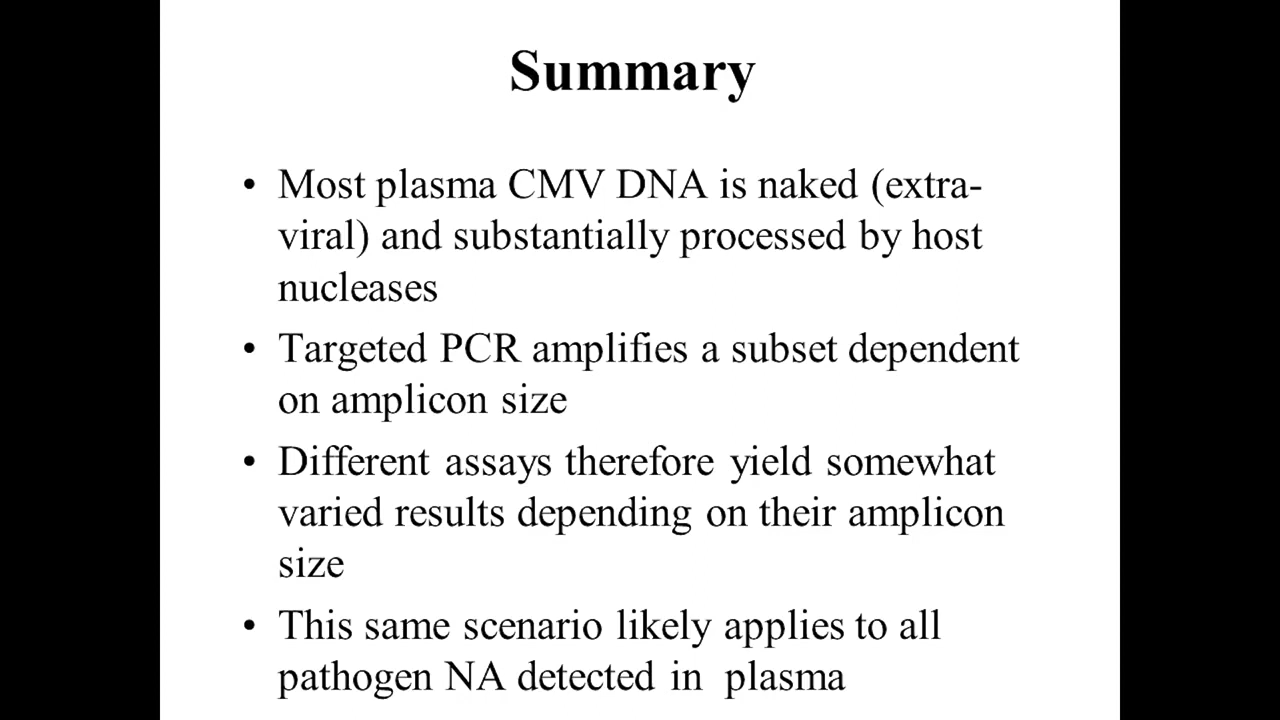 Summary
• Most plasma CMV DNA is naked (extra-
viral) and substantially processed by host
nucleases
• Targeted PCR amplifies a subset dependent
on amplicon size
• Different assays therefore yield somewhat
varied results depending on their amplicon
size
• This same scenario likely applies to all
pathogen NA detected in plasma